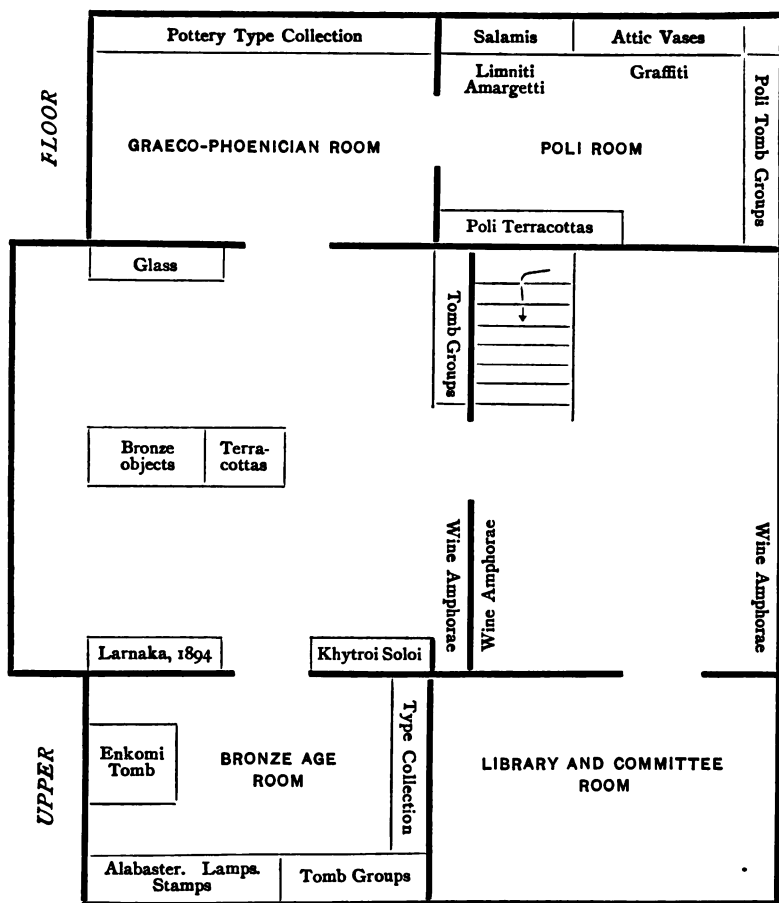 Pottery Type Collection
Salamis
Attic Vases
Limniti
Amargetti
Graffiti
Poli Tomb Groups
FLOOR
GRAECO-PHOENICIAN ROOM
POLI ROOM
Poli Terracottas
Glass
Tomb Groups
Bronze
objects
Terra-
cottas
Wine Amphorae
Wine Amphorae
Wine Amphorae
Larnaka, 1894
Khytroi Soloi
UPPER
Enkomi
Tomb
BRONZE AGE
ROOM
Type Collection
LIBRARY AND COMMITTEE
ROOM
Alabaster. Lamps.
Stamps
Tomb Groups